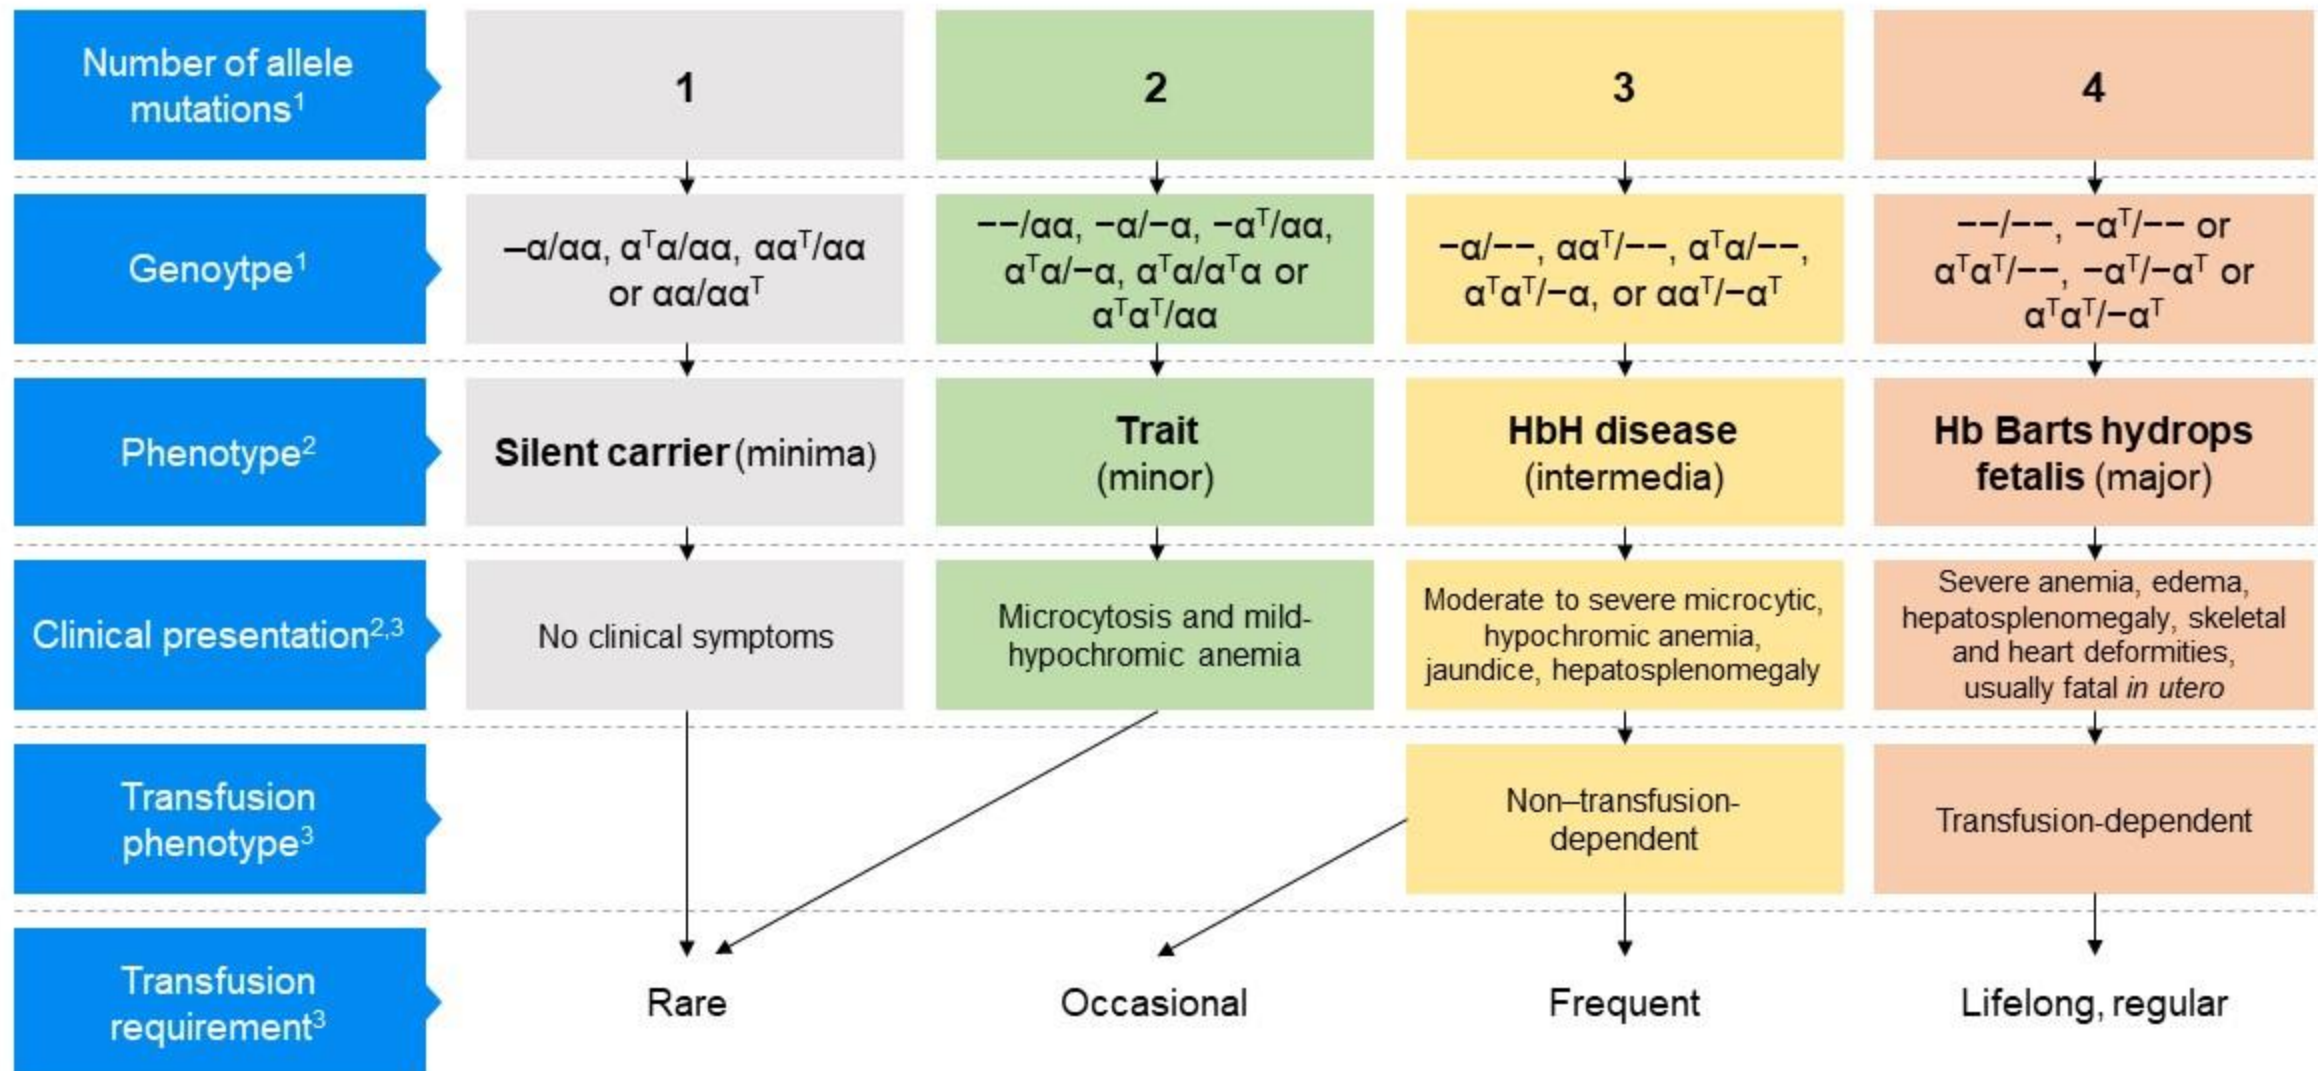 Number of allele
mutations¹
1
2
3
4
Genoytpe¹
–α/αα, αᵀα/αα, ααᵀ/αα
or αα/ααᵀ
−−/αα, −α/−α, −αᵀ/αα,
αᵀα/−α, αᵀα/αᵀα or
αᵀαᵀ/αα
−α/−−, ααᵀ/−−, αᵀα/−−,
αᵀαᵀ/−α, or ααᵀ/−αᵀ
−−/−−, −αᵀ/−− or
αᵀαᵀ/−−, −αᵀ/−αᵀ or
αᵀαᵀ/−αᵀ
Phenotype²
Silent carrier (minima)
Trait
(minor)
HbH disease
(intermedia)
Hb Barts hydrops
fetalis (major)
Clinical presentation²,³
No clinical symptoms
Microcytosis and mild-
hypochromic anemia
Moderate to severe microcytic,
hypochromic anemia,
jaundice, hepatosplenomegaly
Severe anemia, edema,
hepatosplenomegaly, skeletal
and heart deformities,
usually fatal in utero
Transfusion
phenotype³
Non–transfusion-
dependent
Transfusion-dependent
Transfusion
requirement³
Rare
Occasional
Frequent
Lifelong, regular